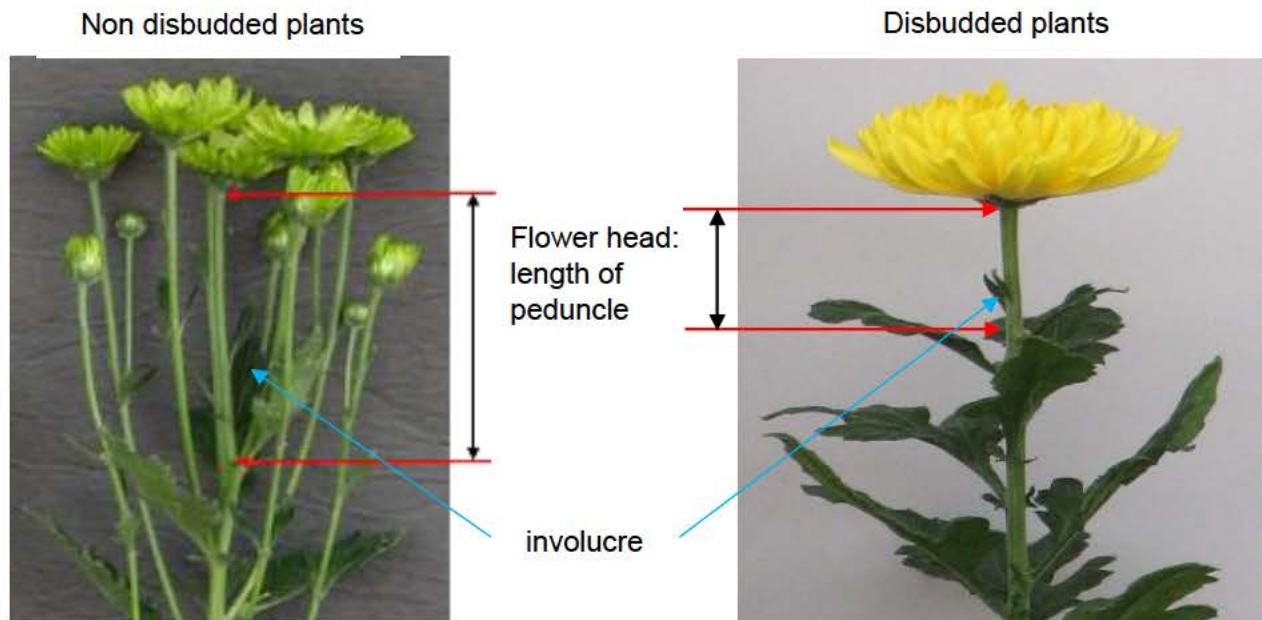 Non disbudded plants
Disbudded plants
Flower head:
length of
peduncle
involucre